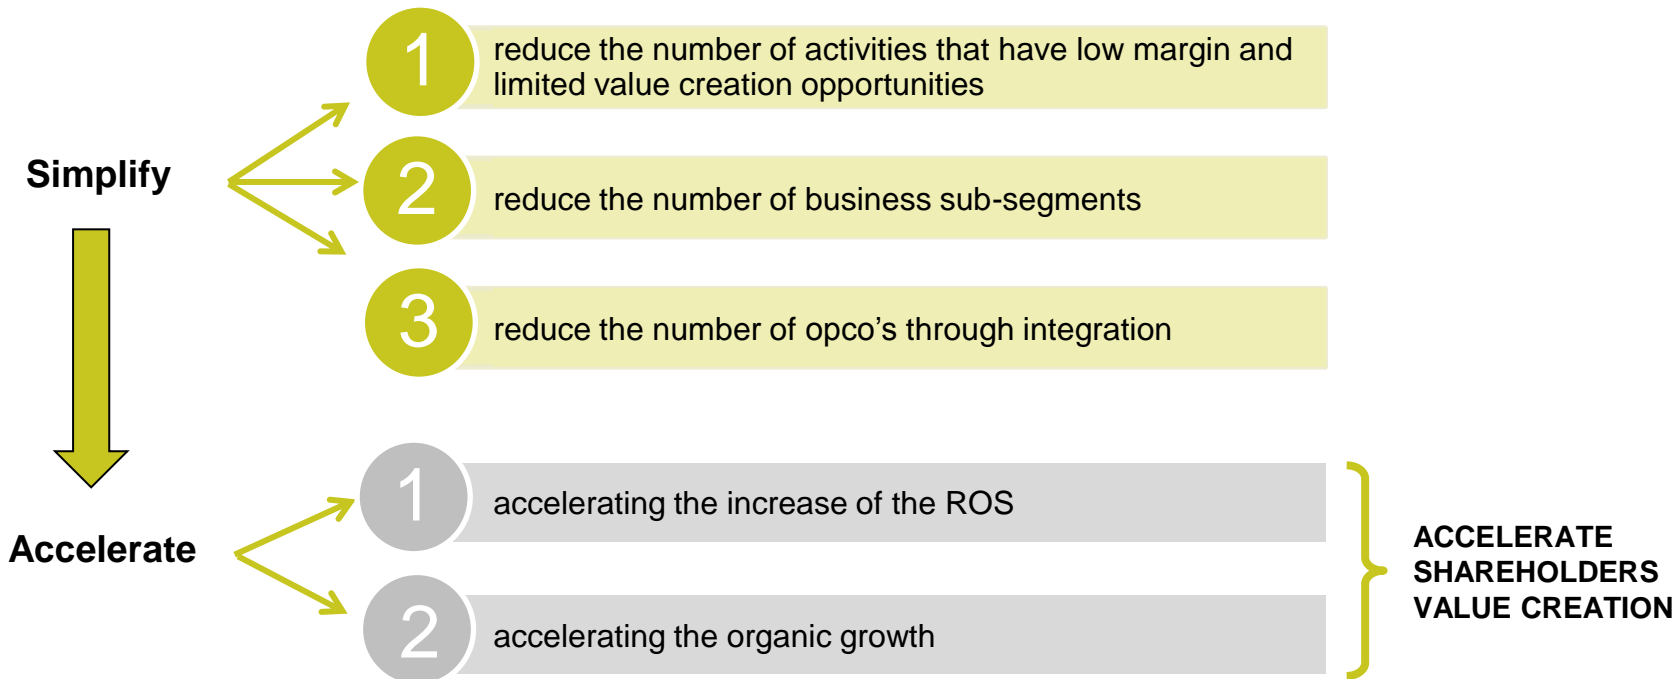 1
reduce the number of activities that have low margin and
limited value creation opportunities
Simplify
2
reduce the number of business sub-segments
3
reduce the number of opco’s through integration
1
accelerating the increase of the ROS
Accelerate
2
accelerating the organic growth
ACCELERATE
SHAREHOLDERS
VALUE CREATION